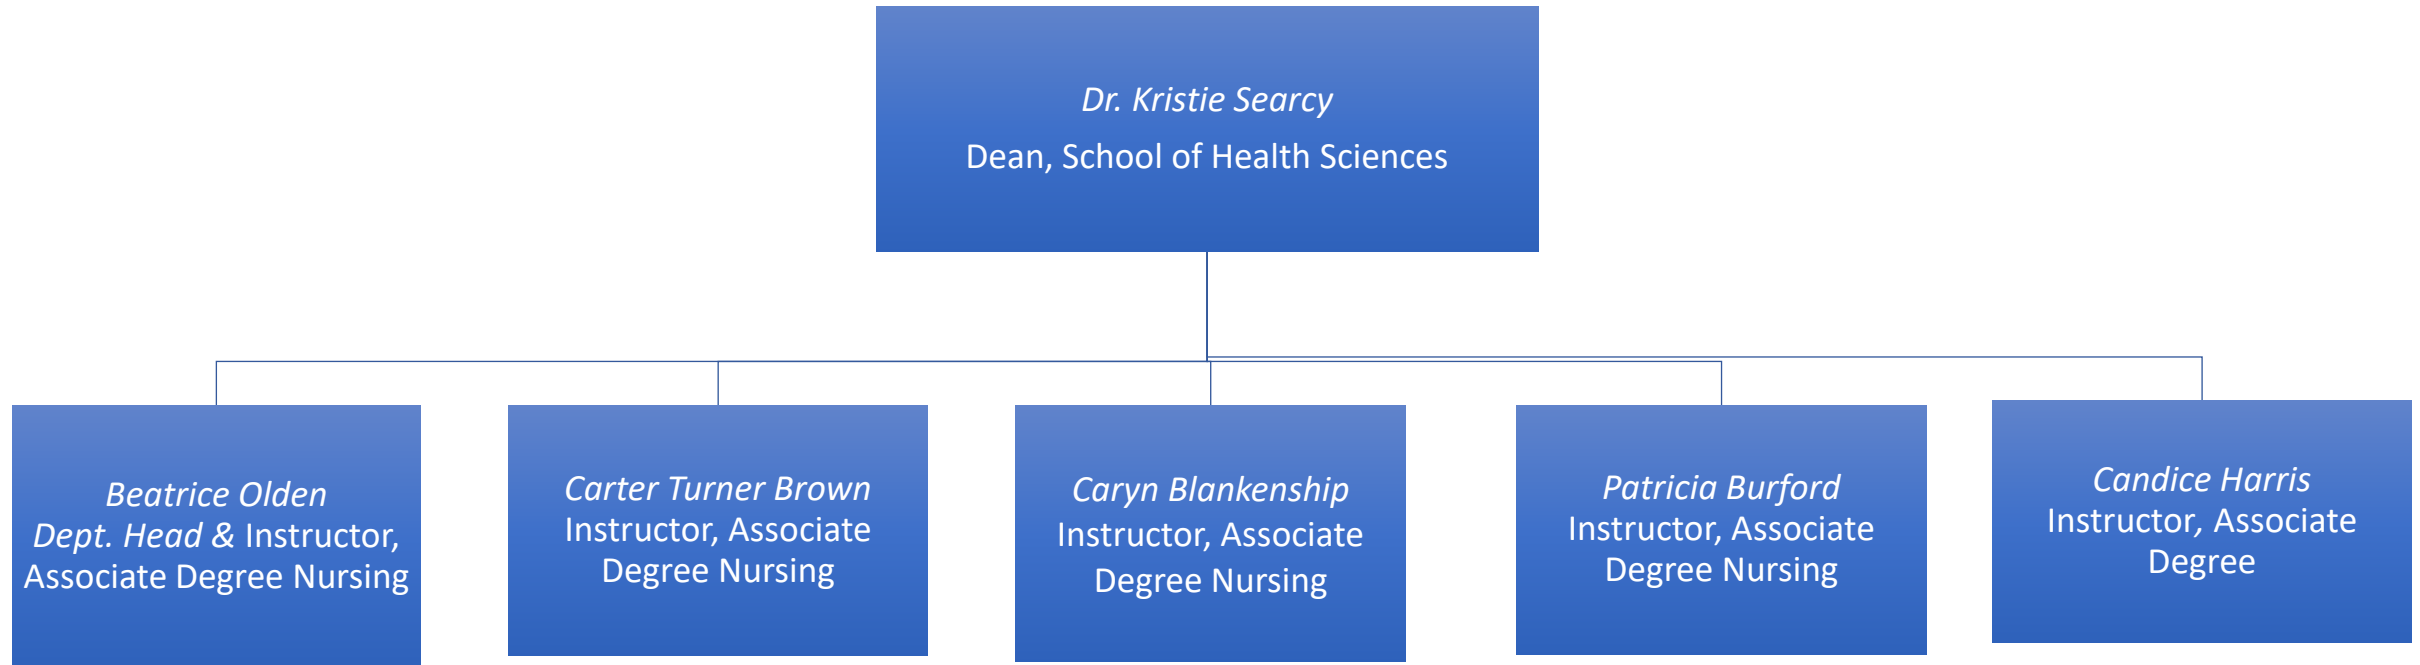 Dr. Kristie Searcy
Dean, School of Health Sciences
Beatrice Olden
Dept. Head & Instructor,
Associate Degree Nursing
Carter Turner Brown
Instructor, Associate
Degree Nursing
Caryn Blankenship
Instructor, Associate
Degree Nursing
Patricia Burford
Instructor, Associate
Degree Nursing
Candice Harris
Instructor, Associate
Degree